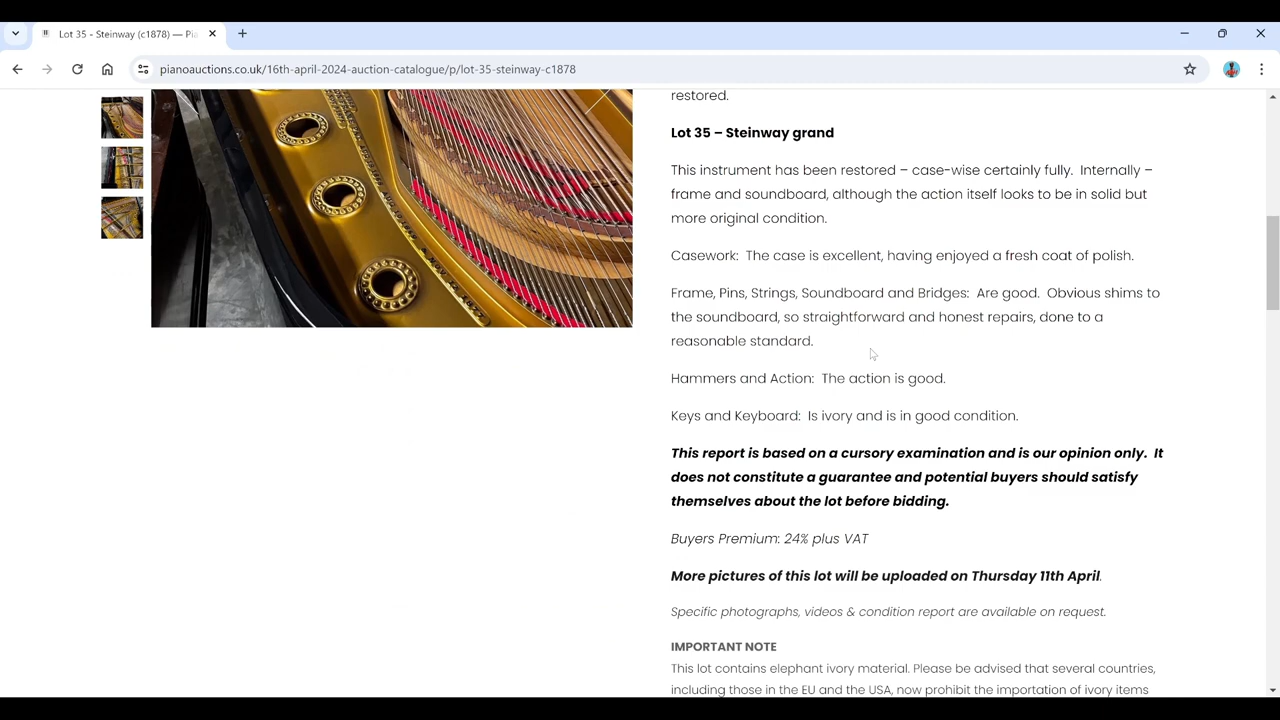 Lot 35 - Steinway (c1878) — Pia
pianoauctions.co.uk/16th-april-2024-auction-catalogue/p/lot-35-steinway-c1878
restored.
Lot 35 – Steinway grand
This instrument has been restored – case-wise certainly fully.  Internally –
frame and soundboard, although the action itself looks to be in solid but
more original condition.
Casework:  The case is excellent, having enjoyed a fresh coat of polish.
Frame, Pins, Strings, Soundboard and Bridges:  Are good.  Obvious shims to
the soundboard, so straightforward and honest repairs, done to a
reasonable standard.
Hammers and Action:  The action is good.
Keys and Keyboard:  Is ivory and is in good condition.
This report is based on a cursory examination and is our opinion only.  It
does not constitute a guarantee and potential buyers should satisfy
themselves about the lot before bidding.
Buyers Premium: 24% plus VAT
More pictures of this lot will be uploaded on Thursday 11th April.
Specific photographs, videos & condition report are available on request.
IMPORTANT NOTE
This lot contains elephant ivory material. Please be advised that several countries,
including those in the EU and the USA, now prohibit the importation of ivory items